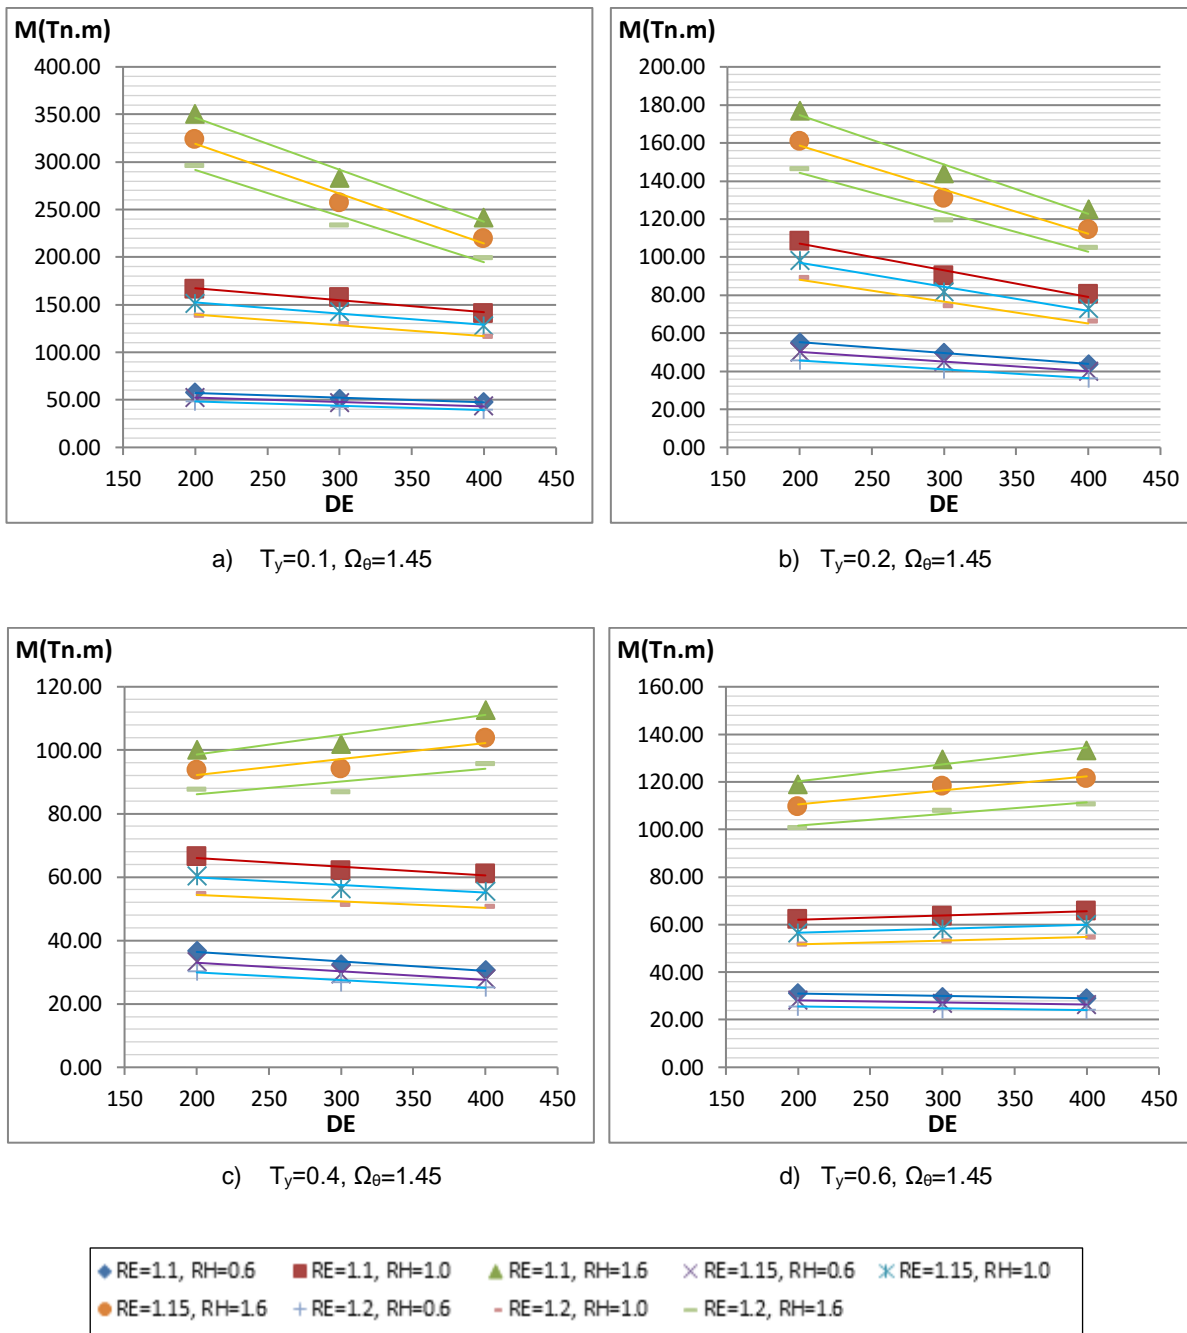 M(Tn.m)
400.00
350.00
300.00
250.00
200.00
150.00
100.00
50.00
0.00
150 200 250 300 350 400 450
DE
a) Ty=0.1, Ωθ=1.45
M(Tn.m)
200.00
180.00
160.00
140.00
120.00
100.00
80.00
60.00
40.00
20.00
0.00
150 200 250 300 350 400 450
DE
b) Ty=0.2, Ωθ=1.45
M(Tn.m)
120.00
100.00
80.00
60.00
40.00
20.00
0.00
150 200 250 300 350 400 450
DE
c) Ty=0.4, Ωθ=1.45
M(Tn.m)
160.00
140.00
120.00
100.00
80.00
60.00
40.00
20.00
0.00
150 200 250 300 350 400 450
DE
d) Ty=0.6, Ωθ=1.45
RE=1.1, RH=0.6 RE=1.1, RH=1.0 RE=1.1, RH=1.6 RE=1.15, RH=0.6 RE=1.15, RH=1.0
RE=1.15, RH=1.6 RE=1.2, RH=0.6 RE=1.2, RH=1.0 RE=1.2, RH=1.6